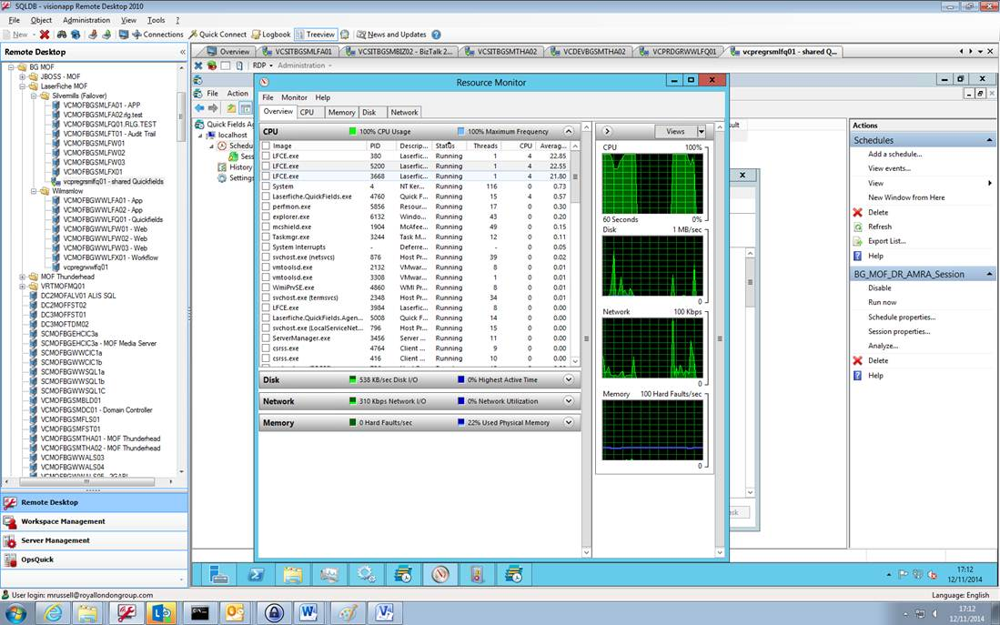 SQLDB - visionapp Remote Desktop 2010
File Object Administration View Tools ?
New Connections Quick Connect Logbook Treeview News and Updates
Remote Desktop
BG MOF
JBOSS - MOF
LaserFiche MOF
Silvermills (Failover)
VCMOFBGSMLFA01 - APP
VCMOFBGSMLFA02.rlg.test
VCMOFBGSMLFQ01.RLG.TEST
VCMOFBGSMLFT01 - Audit Trail
VCMOFBGSMLFW01
VCMOFBGSMLFW02
VCMOFBGSMLFW03
VCMOFBGSMLFX01
vcpregrsmlfq01 - shared Quickfields
Wilmslow
VCMOFBGWWLFA01 - App
VCMOFBGWWLFA02 - App
VCMOFBGWWLFQ01 - Quickfields
VCMOFBGWWLFW01 - Web
VCMOFBGWWLFW02 - Web
VCMOFBGWWLFW03 - Web
VCMOFBGWWLFX01 - Workflow
vcpregrwwlfq01
MOF Thunderhead
VRTMOFMQ01
DC2MOFALV01 ALIS SQL
DC2MOFFST02
DC3MOFFST01
DC3MOFTDM02
SCMOFBGEHCIC3a
SCMOFBGEHCIC3a - MOF Media Server
SCMOFBGWWCIC1a
SCMOFBGWWCIC1b
SCMOFBGWWSQL1a
SCMOFBGWWSQL1b
SCMOFBGWWSQL1C
VCMOFBGSMBLD01
VCMOFBGSMDC01 - Domain Controller
VCMOFBGSMFLS01
VCMOFBGSMFST01
VCMOFBGSMTHA01 - MOF Thunderhead
VCMOFBGSMTHA02 - MOF Thunderhead
VCMOFBGWWALS03
VCMOFBGWWALS04
Remote Desktop
Workspace Management
Server Management
OpsQuick
Overview VCSITBGSMLFA01 VCSITBGSMBIZ02 - BizTalk 2... VCSITBGSMTHA02 VCDEVBGSMTHA02 VCPRDGRWWLFQ01 vcpregrsmlfq01 - shared Q...
RDP Administration
File Action
Quick Fields Ag
localhost
Schedu
Sess
History
Settings
Resource Monitor
File Monitor Help
Overview CPU Memory Disk Network
CPU 100% CPU Usage 100% Maximum Frequency
Image PID Descrip... Status Threads CPU Averag...
LFCE.exe 380 Laserfic... Running 1 4 22.85
LFCE.exe 5200 Laserfic... Running 1 4 22.55
LFCE.exe 3668 Laserfic... Running 1 4 21.80
System 4 NT Ker... Running 116 0 0.73
Laserfiche.QuickFields.exe 4760 Quick F... Running 15 4 0.57
perfmon.exe 5856 Resour... Running 17 0 0.30
explorer.exe 6132 Windo... Running 43 0 0.20
mcshield.exe 1904 McAfee... Running 49 0 0.15
Taskmgr.exe 3244 Task M... Running 12 0 0.11
System Interrupts - Deferre... Running - 0 0.05
svchost.exe (netsvcs) 876 Host Pr... Running 39 0 0.02
vmtoolsd.exe 2132 VMwar... Running 8 0 0.01
vmtoolsd.exe 3308 VMwar... Running 8 0 0.01
WmiPrvSE.exe 4860 WMI Pr... Running 8 0 0.01
svchost.exe (termsvcs) 2348 Host Pr... Running 34 0 0.01
LFCE.exe 3984 Laserfic... Running 8 0 0.00
Laserfiche.QuickFields.Agen... 5008 Quick F... Running 14 0 0.00
svchost.exe (LocalServiceNet... 796 Host Pr... Running 15 0 0.00
ServerManager.exe 3456 Server ... Running 11 0 0.00
csrss.exe 4764 Client ... Running 9 0 0.00
csrss.exe 416 Client ... Running 10 0 0.00
Disk 538 KB/sec Disk I/O 0% Highest Active Time
Network 310 Kbps Network I/O 0% Network Utilization
Memory 0 Hard Faults/sec 22% Used Physical Memory
Views
CPU 100%
60 Seconds 0%
Disk 1 MB/sec
0
Network 100 Kbps
0
Memory 100 Hard Faults/sec
0
Actions
Schedules
Add a schedule...
View events...
View
New Window from Here
Delete
Refresh
Export List...
Help
BG_MOF_DR_AMRA_Session
Disable
Run now
Schedule properties...
Session properties...
Analyze...
Delete
Help
17:12
12/11/2014
User login: mrussell@royallondongroup.com
Language: English
17:12
12/11/2014